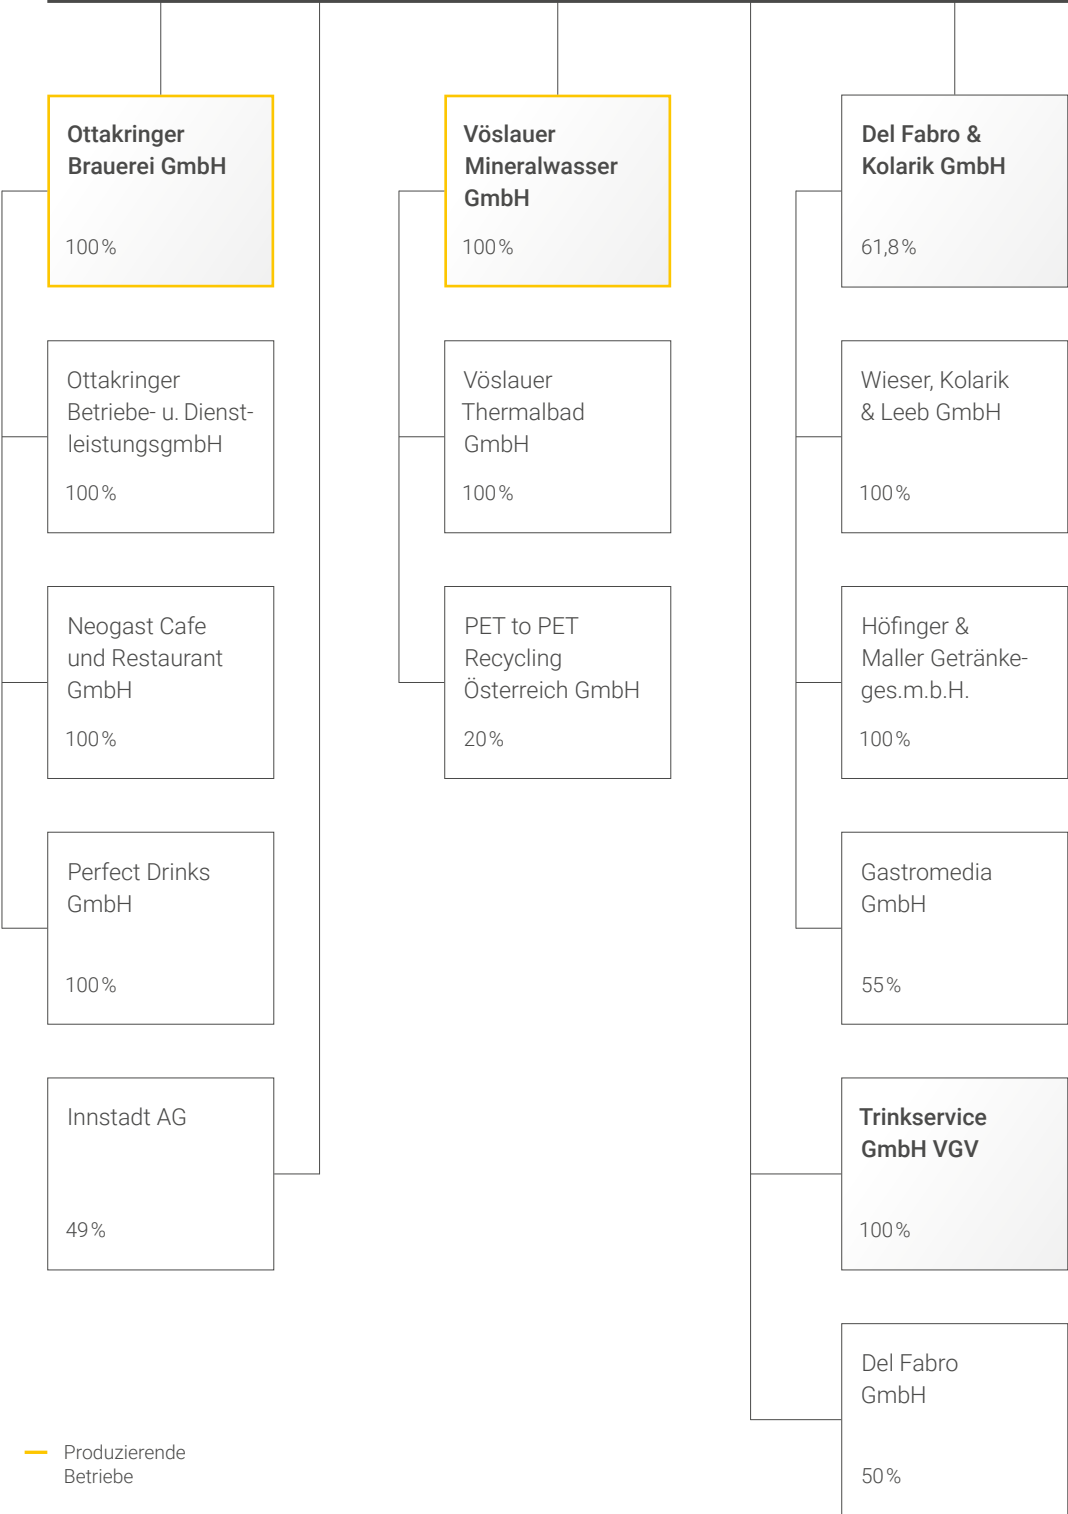 Ottakringer
Brauerei GmbH
100 %
Ottakringer
Betriebe- u. Dienst-
leistungsgmbH
100 %
Neogast Cafe
und Restaurant
GmbH
100 %
Perfect Drinks
GmbH
100 %
Innstadt AG
49 %
Vöslauer
Mineralwasser
GmbH
100 %
Vöslauer
Thermalbad
GmbH
100 %
PET to PET
Recycling
Österreich GmbH
20 %
Del Fabro &
Kolarik GmbH
61,8 %
Wieser, Kolarik
& Leeb GmbH
100 %
Höfinger &
Maller Getränke-
ges.m.b.H.
100 %
Gastromedia
GmbH
55 %
Trinkservice
GmbH VGV
100 %
Del Fabro
GmbH
50 %
Produzierende
Betriebe